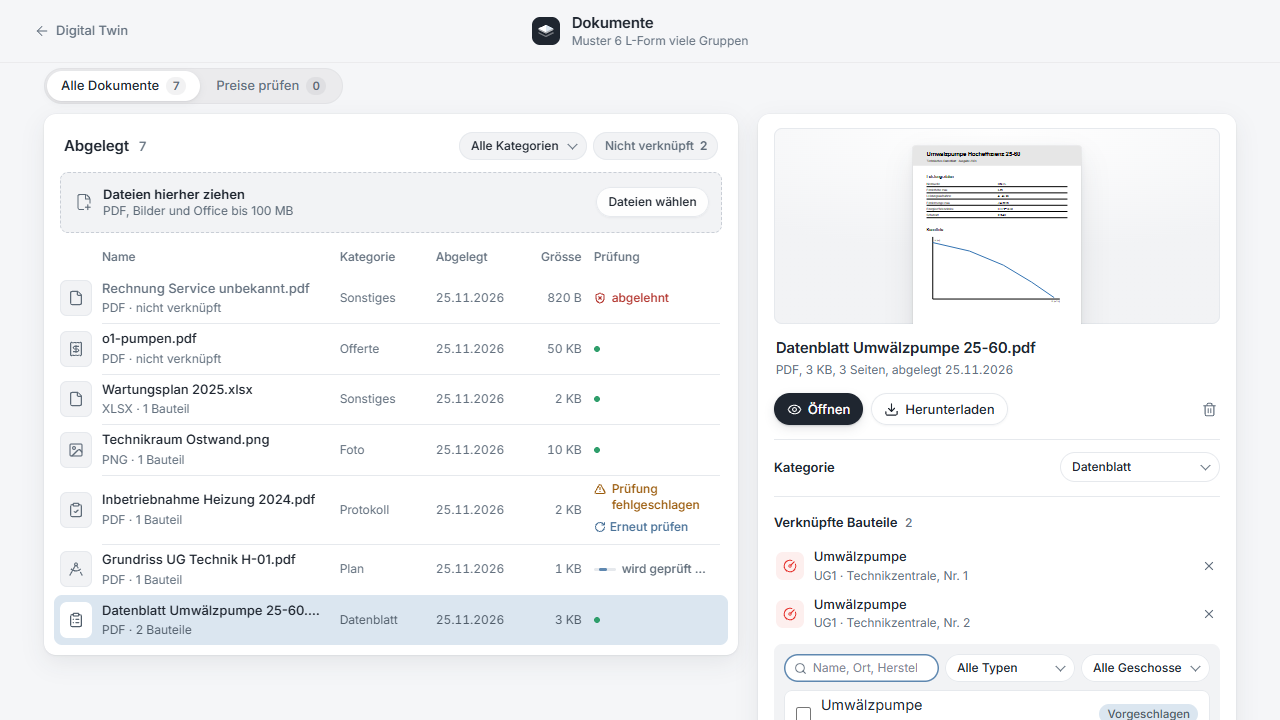 Digital Twin
Dokumente
Muster 6 L-Form viele Gruppen
Alle Dokumente 7
Preise prüfen 0
Abgelegt 7
Alle Kategorien
Nicht verknüpft 2
Dateien hierher ziehen
PDF, Bilder und Office bis 100 MB
Dateien wählen
Name Kategorie Abgelegt Grösse Prüfung
Rechnung Service unbekannt.pdf
PDF · nicht verknüpft
Sonstiges 25.11.2026 820 B abgelehnt
o1-pumpen.pdf
PDF · nicht verknüpft
Offerte 25.11.2026 50 KB
Wartungsplan 2025.xlsx
XLSX · 1 Bauteil
Sonstiges 25.11.2026 2 KB
Technikraum Ostwand.png
PNG · 1 Bauteil
Foto 25.11.2026 10 KB
Inbetriebnahme Heizung 2024.pdf
PDF · 1 Bauteil
Protokoll 25.11.2026 2 KB
Prüfung
fehlgeschlagen
Erneut prüfen
Grundriss UG Technik H-01.pdf
PDF · 1 Bauteil
Plan 25.11.2026 1 KB wird geprüft ...
Datenblatt Umwälzpumpe 25-60....
PDF · 2 Bauteile
Datenblatt 25.11.2026 3 KB
Umwälzpumpe Hocheffizienz 25-60
Datenblatt Umwälzpumpe 25-60.pdf
PDF, 3 KB, 3 Seiten, abgelegt 25.11.2026
Öffnen
Herunterladen
Kategorie
Datenblatt
Verknüpfte Bauteile 2
Umwälzpumpe
UG1 · Technikzentrale, Nr. 1
Umwälzpumpe
UG1 · Technikzentrale, Nr. 2
Name, Ort, Herstel
Alle Typen
Alle Geschosse
Umwälzpumpe
Vorgeschlagen